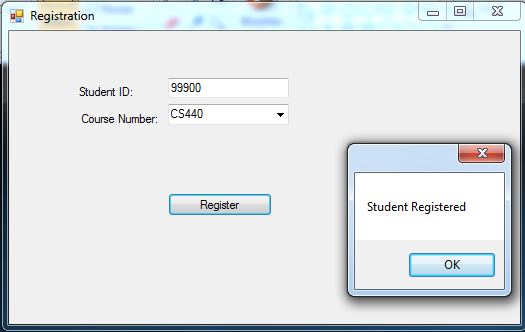 Registration
Student ID:
99900
Course Number:
CS440
Register
Student Registered
OK